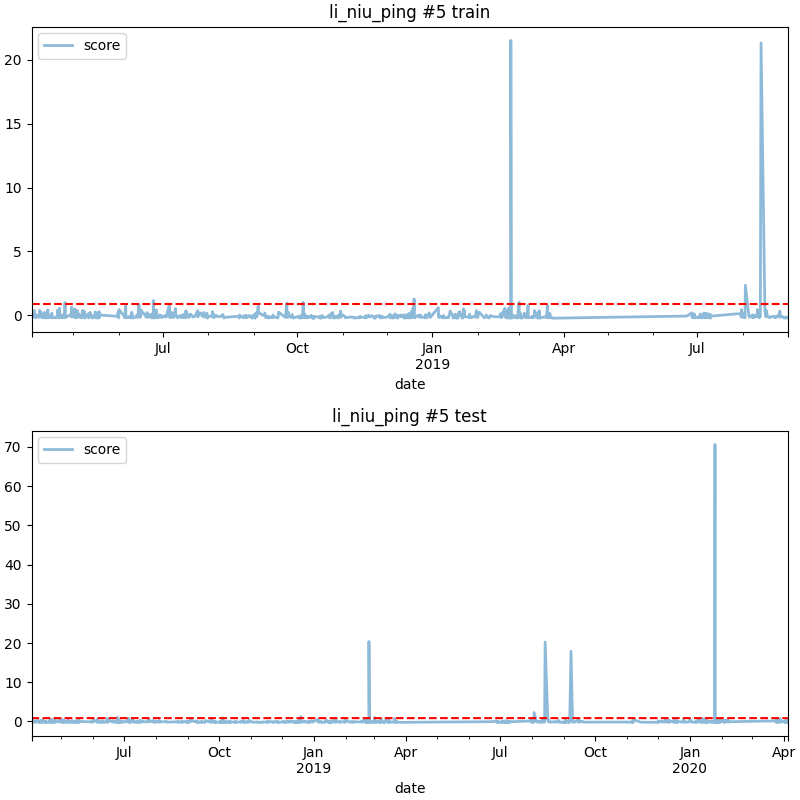 li_niu_ping #5 train
score
20
15
10
5
0
Jul
Oct
Jan
2019
Apr
Jul
date
li_niu_ping #5 test
score
70
60
50
40
30
20
10
0
Jul
Oct
Jan
2019
Apr
Jul
Oct
Jan
2020
Apr
date